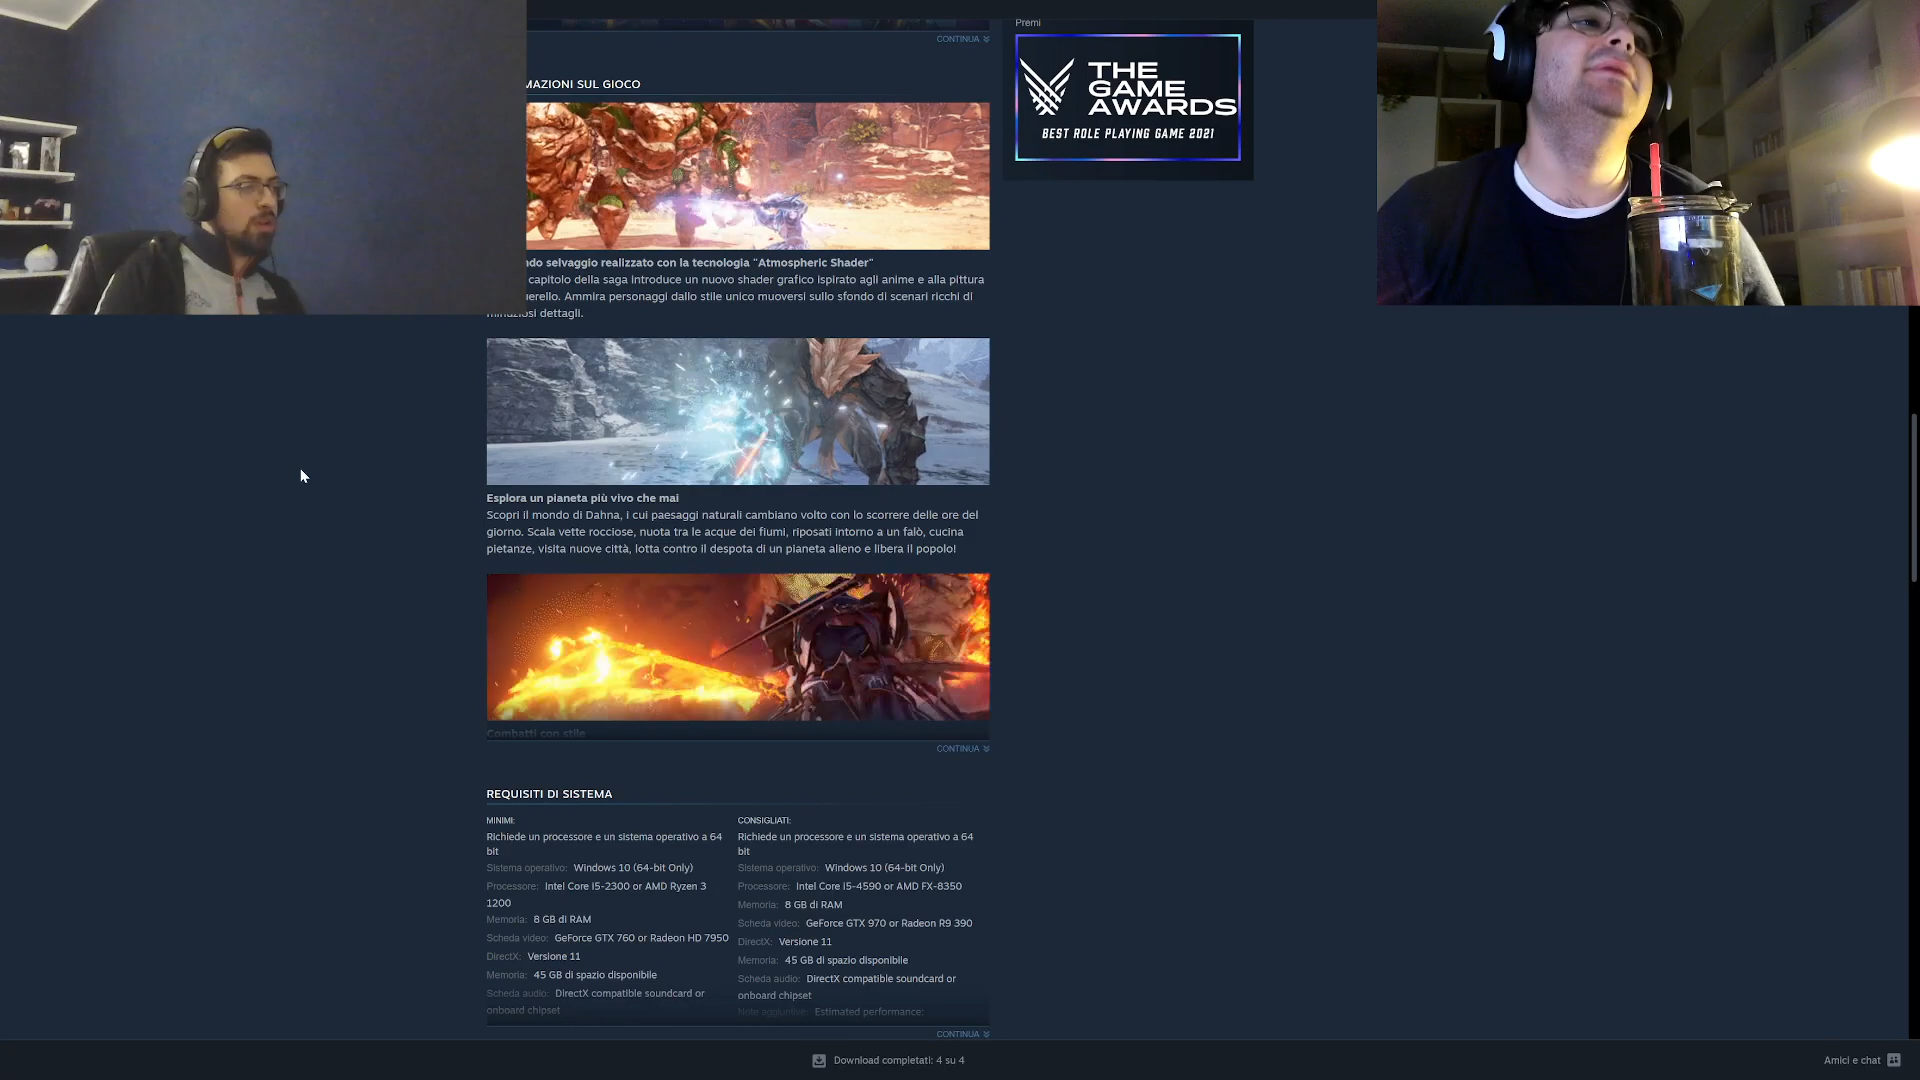 CONTINUA
MAZIONI SUL GIOCO
ndo selvaggio realizzato con la tecnologia "Atmospheric Shader"
capitolo della saga introduce un nuovo shader grafico ispirato agli anime e alla pittura
erello. Ammira personaggi dallo stile unico muoversi sullo sfondo di scenari ricchi di
minuziosi dettagli.
Esplora un pianeta più vivo che mai
Scopri il mondo di Dahna, i cui paesaggi naturali cambiano volto con lo scorrere delle ore del
giorno. Scala vette rocciose, nuota tra le acque dei fiumi, riposati intorno a un falò, cucina
pietanze, visita nuove città, lotta contro il despota di un pianeta alieno e libera il popolo!
Combatti con stile
CONTINUA
REQUISITI DI SISTEMA
MINIMI:
Richiede un processore e un sistema operativo a 64
bit
Sistema operativo: Windows 10 (64-bit Only)
Processore: Intel Core i5-2300 or AMD Ryzen 3
1200
Memoria: 8 GB di RAM
Scheda video: GeForce GTX 760 or Radeon HD 7950
DirectX: Versione 11
Memoria: 45 GB di spazio disponibile
Scheda audio: DirectX compatible soundcard or
onboard chipset
CONSIGLIATI:
Richiede un processore e un sistema operativo a 64
bit
Sistema operativo: Windows 10 (64-bit Only)
Processore: Intel Core i5-4590 or AMD FX-8350
Memoria: 8 GB di RAM
Scheda video: GeForce GTX 970 or Radeon R9 390
DirectX: Versione 11
Memoria: 45 GB di spazio disponibile
Scheda audio: DirectX compatible soundcard or
onboard chipset
Note aggiuntive: Estimated performance:
CONTINUA
Premi
THE
GAME
AWARDS
BEST ROLE PLAYING GAME 2021
Download completati: 4 su 4
Amici e chat